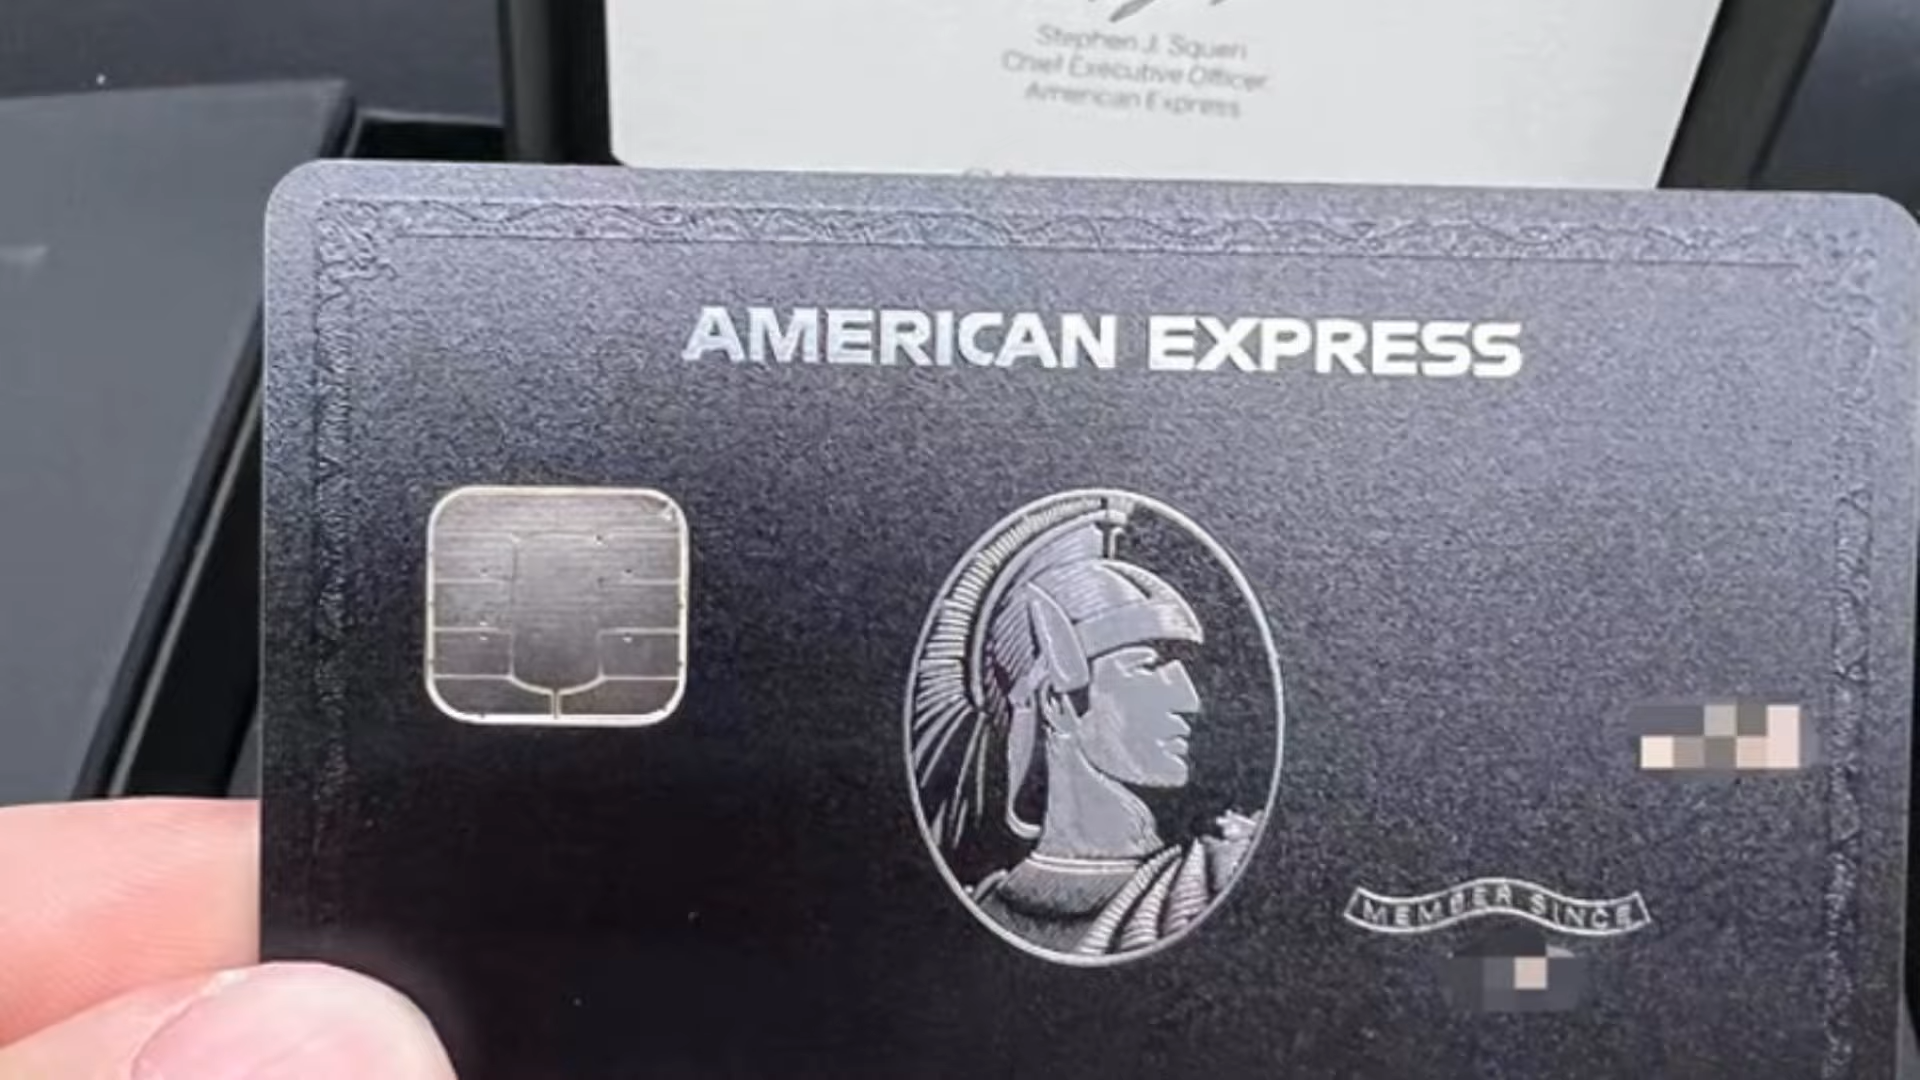 Stephen J. Squeri
Chief Executive Officer
American Express
AMERICAN EXPRESS
MEMBER SINCE